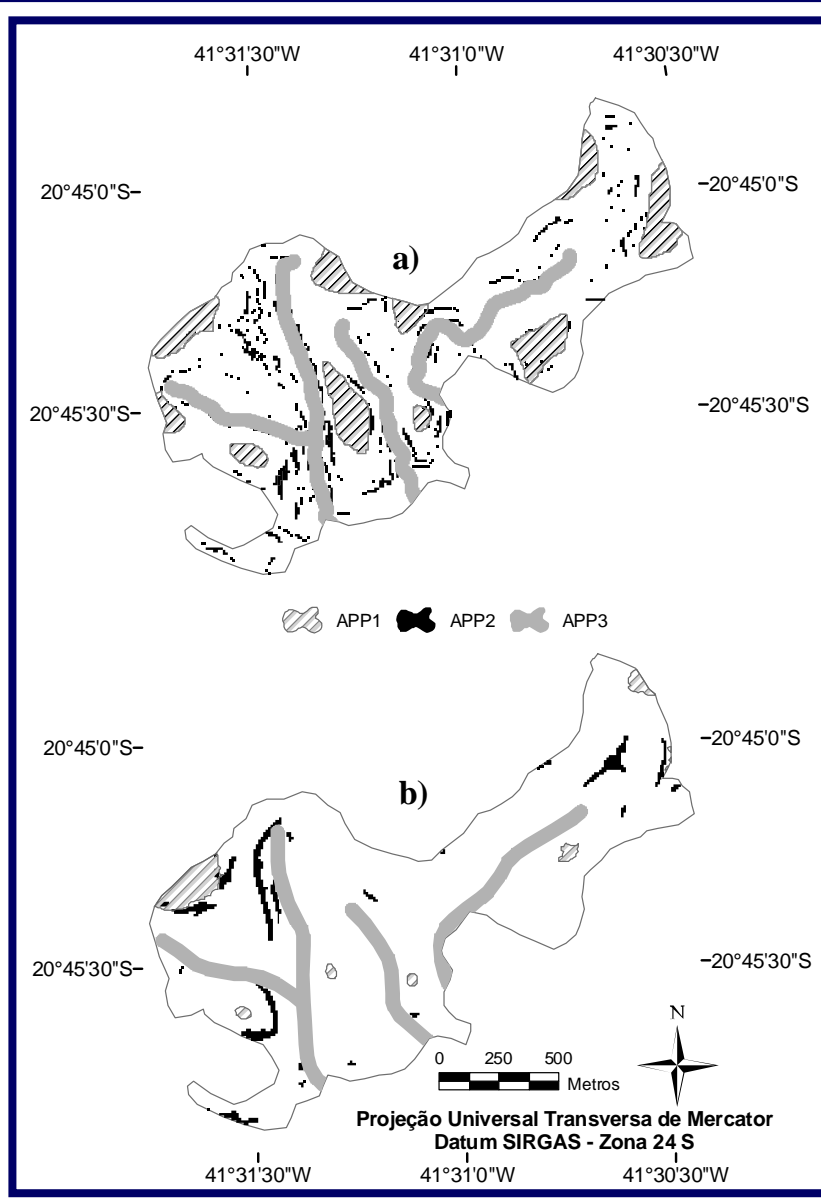 41°31'30"W 41°31'0"W 41°30'30"W
20°45'0"S
20°45'0"S
a)
20°45'30"S
20°45'30"S
APP1 APP2 APP3
20°45'0"S
20°45'0"S
b)
20°45'30"S
20°45'30"S
N
0 250 500
Metros
Projeção Universal Transversa de Mercator
Datum SIRGAS - Zona 24 S
41°31'30"W 41°31'0"W 41°30'30"W